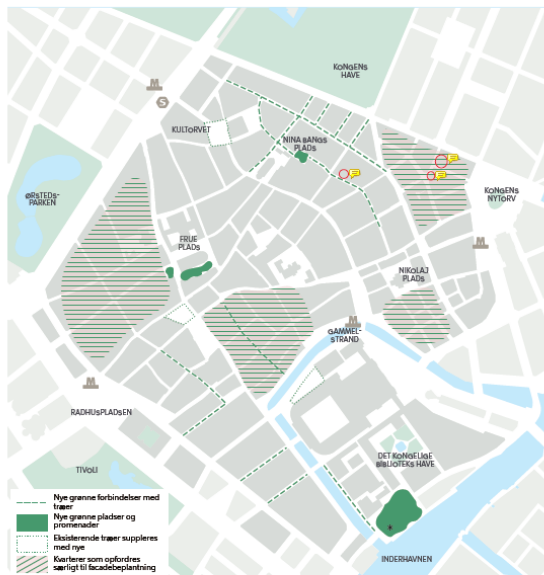 KONGENS
HAVE
M
S
KULTORVET
NINA BANGS
PLADS
ØRSTEDS-
PARKEN
KONGENS
NYTORV
FRUE
PLADS
M
NIKOLAJ
PLADS
M
GAMMEL-
STRAND
M
RADHUSPLADSEN
DET KONGELIGE
BIBLIOTEKS HAVE
TIVOLI
INDERHAVNEN
Nye grønne forbindelser med
træer
Nye grønne pladser og
promenader
Eksisterende træer suppleres
med nye
Kvarterer som opfordres
særligt til facadebeplantning